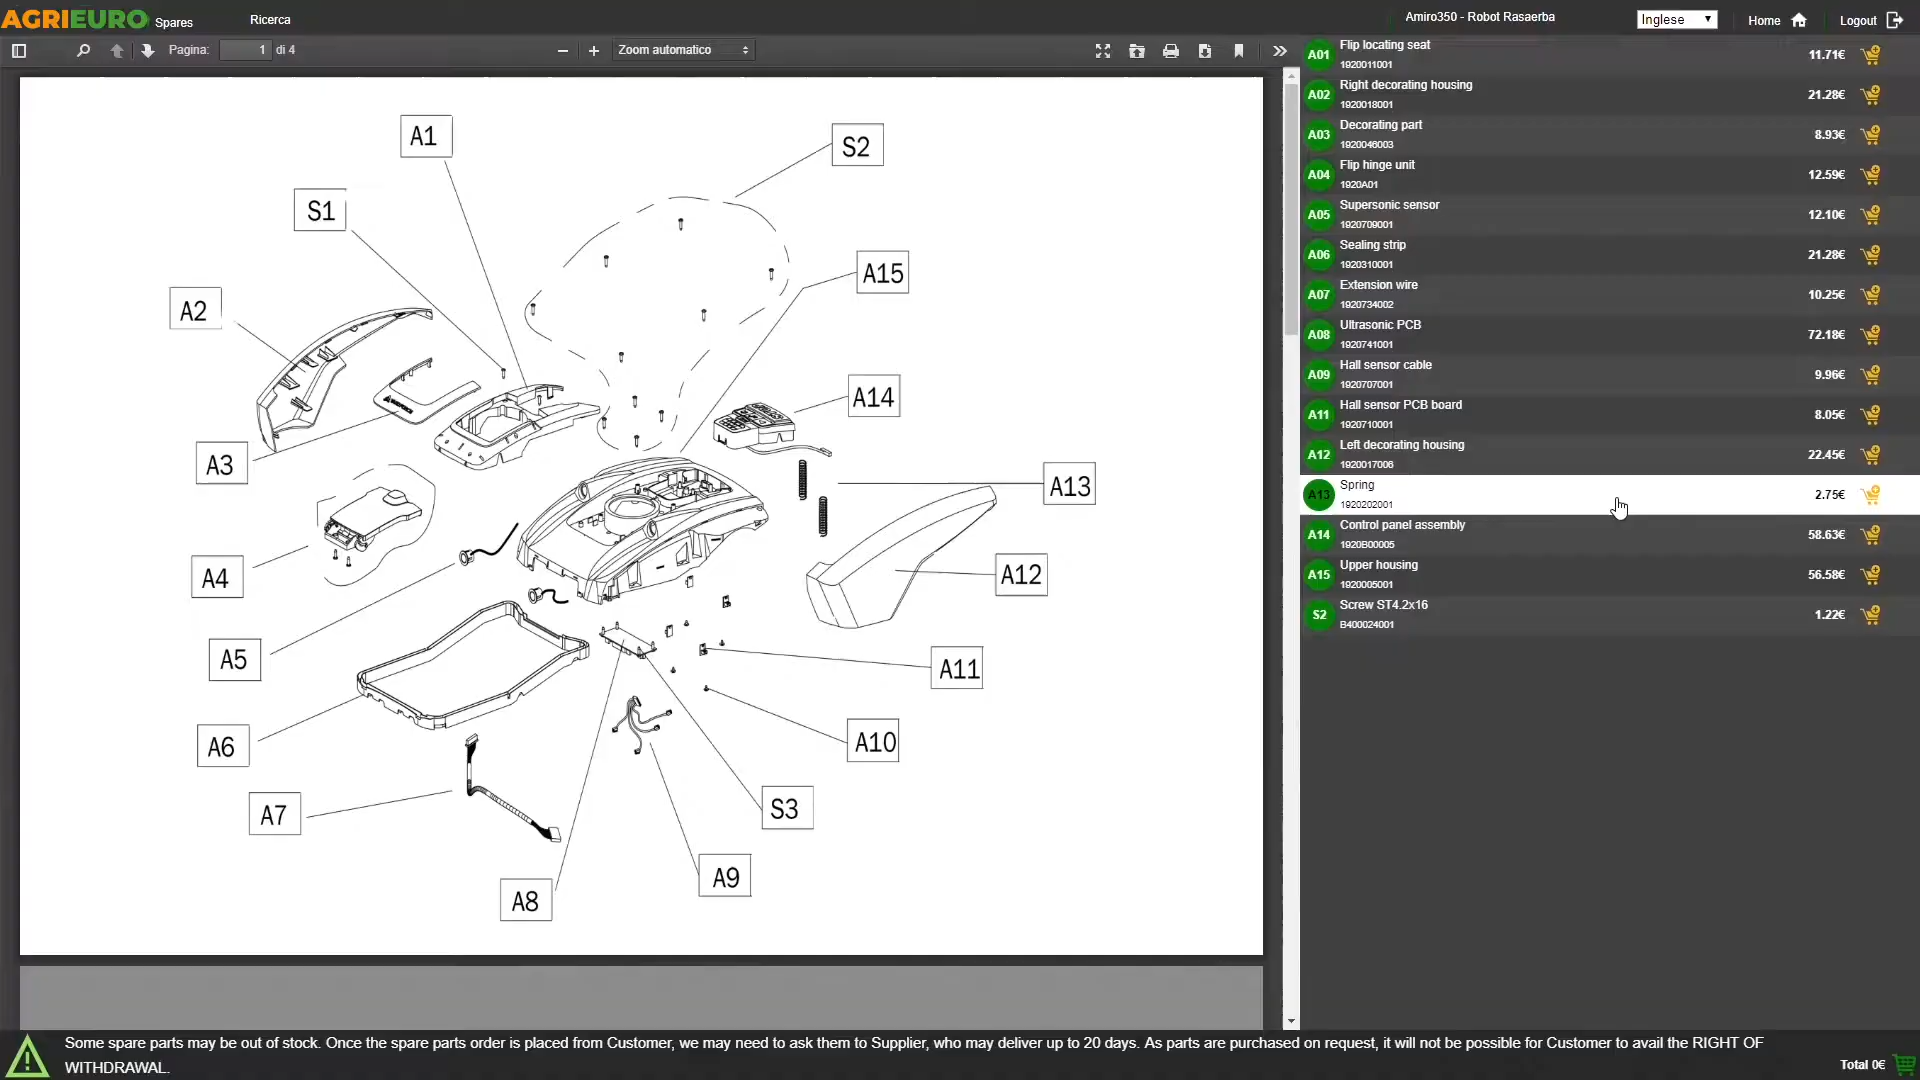 AGRIEURO Spares
Ricerca
Amiro350 - Robot Rasaerba
Inglese
Home
Logout
Pagina:
1
di 4
Zoom automatico
A1
S2
S1
A15
A2
A14
A3
A13
A4
A12
A5
A11
A6
A10
A7
S3
A9
A8
A01
Flip locating seat
1920011001
11.71€
A02
Right decorating housing
1920018001
21.28€
A03
Decorating part
1920046003
8.93€
A04
Flip hinge unit
1920A01
12.59€
A05
Supersonic sensor
1920709001
12.10€
A06
Sealing strip
1920310001
21.28€
A07
Extension wire
1920734002
10.25€
A08
Ultrasonic PCB
1920741001
72.18€
A09
Hall sensor cable
1920707001
9.96€
A11
Hall sensor PCB board
1920710001
8.05€
A12
Left decorating housing
1920017006
22.45€
A13
Spring
1920202001
2.75€
A14
Control panel assembly
1920B00005
58.63€
A15
Upper housing
1920005001
56.58€
S2
Screw ST4.2x16
B400024001
1.22€
Some spare parts may be out of stock. Once the spare parts order is placed from Customer, we may need to ask them to Supplier, who may deliver up to 20 days. As parts are purchased on request, it will not be possible for Customer to avail the RIGHT OF
WITHDRAWAL.
Total 0€